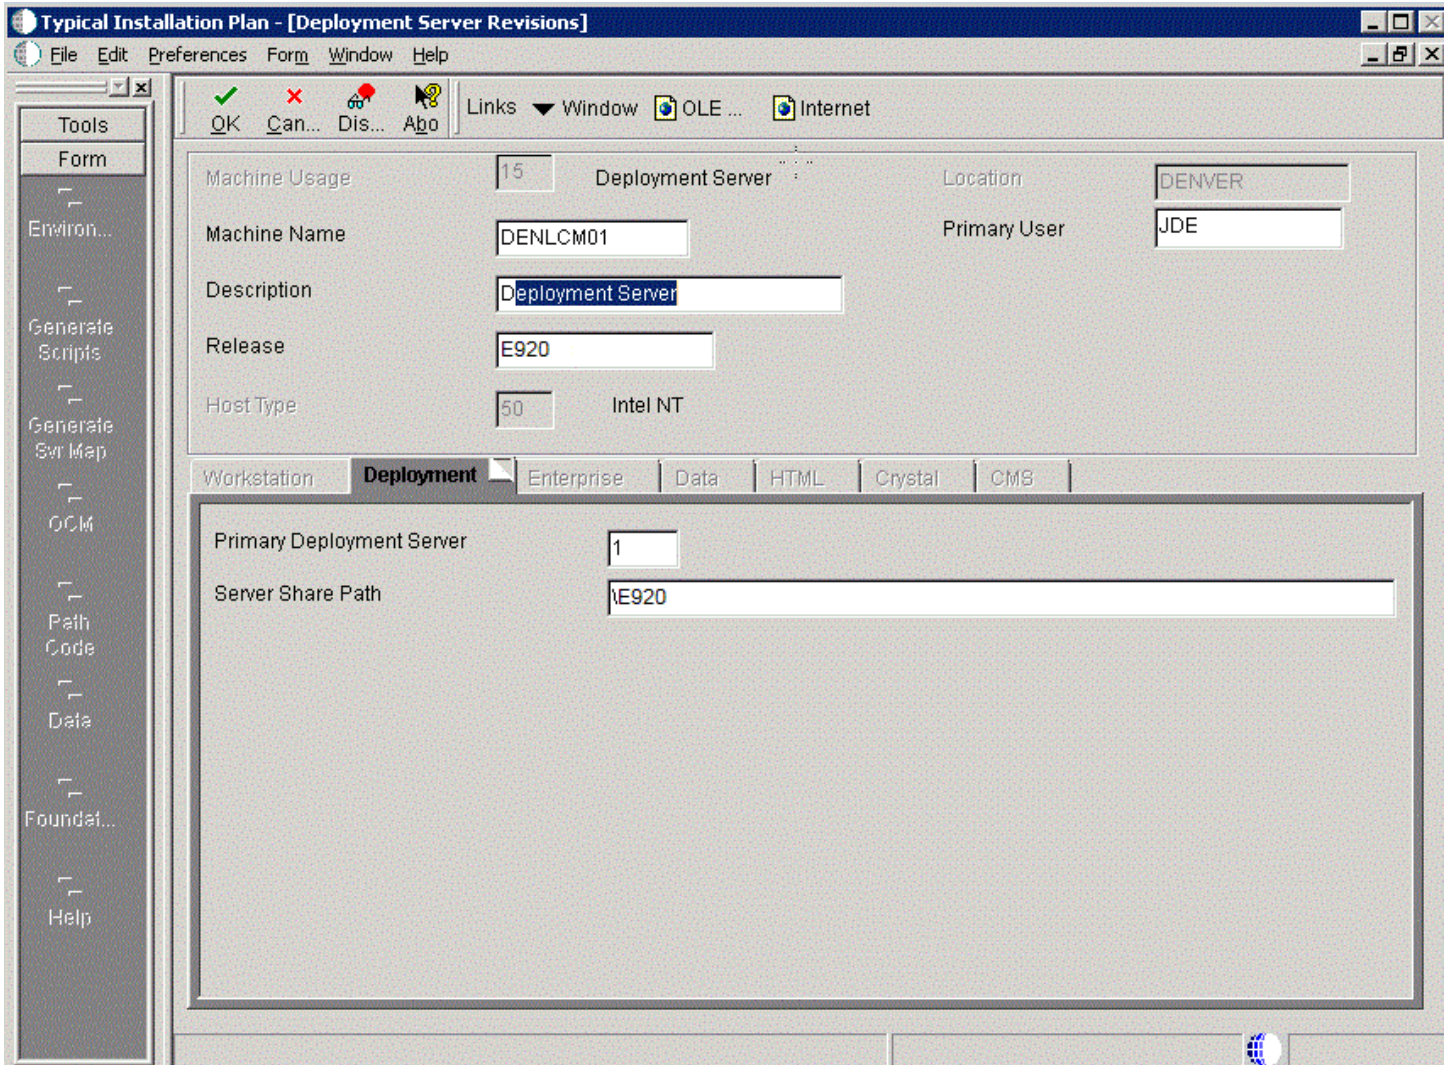 Typical Installation Plan - [Deployment Server Revisions]
File Edit Preferences Form Window Help
OK Can... Dis... Abo Links Window OLE ... Internet
Tools
Form
Environ...
Generate
Scripts
Generate
Svr Map
OCM
Path
Code
Data
Foundat...
Help
Machine Usage 15 Deployment Server Location DENVER
Machine Name DENLCM01 Primary User JDE
Description Deployment Server
Release E920
Host Type 50 Intel NT
Workstation Deployment Enterprise Data HTML Crystal CMS
Primary Deployment Server 1
Server Share Path \E920